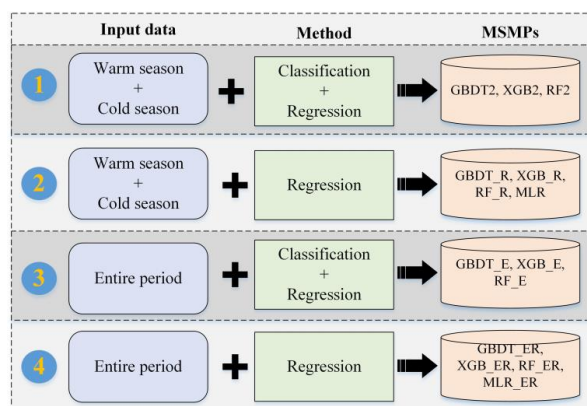 Input data
Method
MSMPs
1
Warm season
+
Cold season
+
Classification
+
Regression
GBDT2, XGB2, RF2
2
Warm season
+
Cold season
+
Regression
GBDT_R, XGB_R,
RF_R, MLR
3
Entire period
+
Classification
+
Regression
GBDT_E, XGB_E,
RF_E
4
Entire period
+
Regression
GBDT_ER,
XGB_ER, RF_ER,
MLR_ER